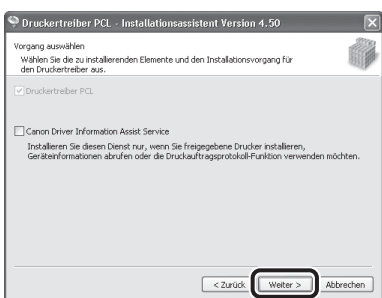 Druckertreiber PCL - Installationsassistent Version 4.50
Vorgang auswählen
Wählen Sie die zu installierenden Elemente und den Installationsvorgang für
den Druckertreiber aus.
Druckertreiber PCL
Canon Driver Information Assist Service
Installieren Sie diesen Dienst nur, wenn Sie freigegebene Drucker installieren,
Geräteinformationen abrufen oder die Druckauftragsprotokoll-Funktion verwenden möchten.
< Zurück Weiter > Abbrechen